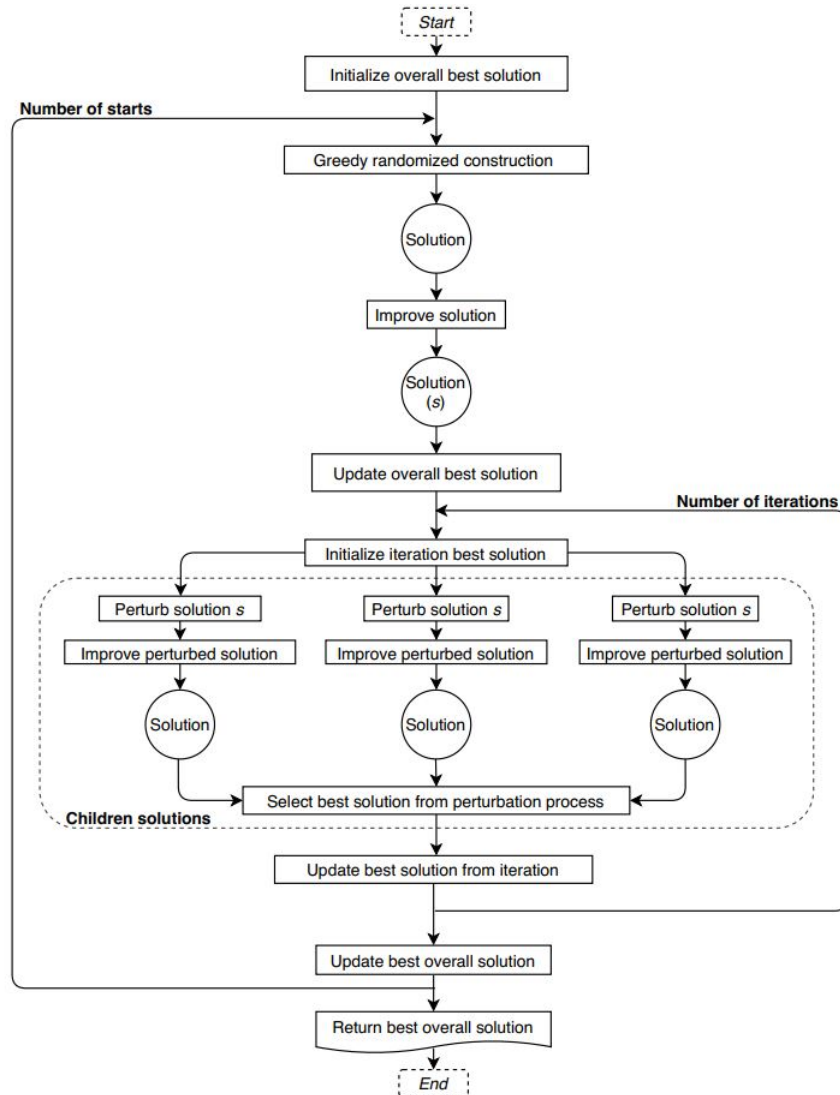 Start
Initialize overall best solution
Number of starts
Greedy randomized construction
Solution
Improve solution
Solution
(s)
Update overall best solution
Number of iterations
Initialize iteration best solution
Perturb solution s
Perturb solution s
Perturb solution s
Improve perturbed solution
Improve perturbed solution
Improve perturbed solution
Solution
Solution
Solution
Select best solution from perturbation process
Children solutions
Update best solution from iteration
Update best overall solution
Return best overall solution
End